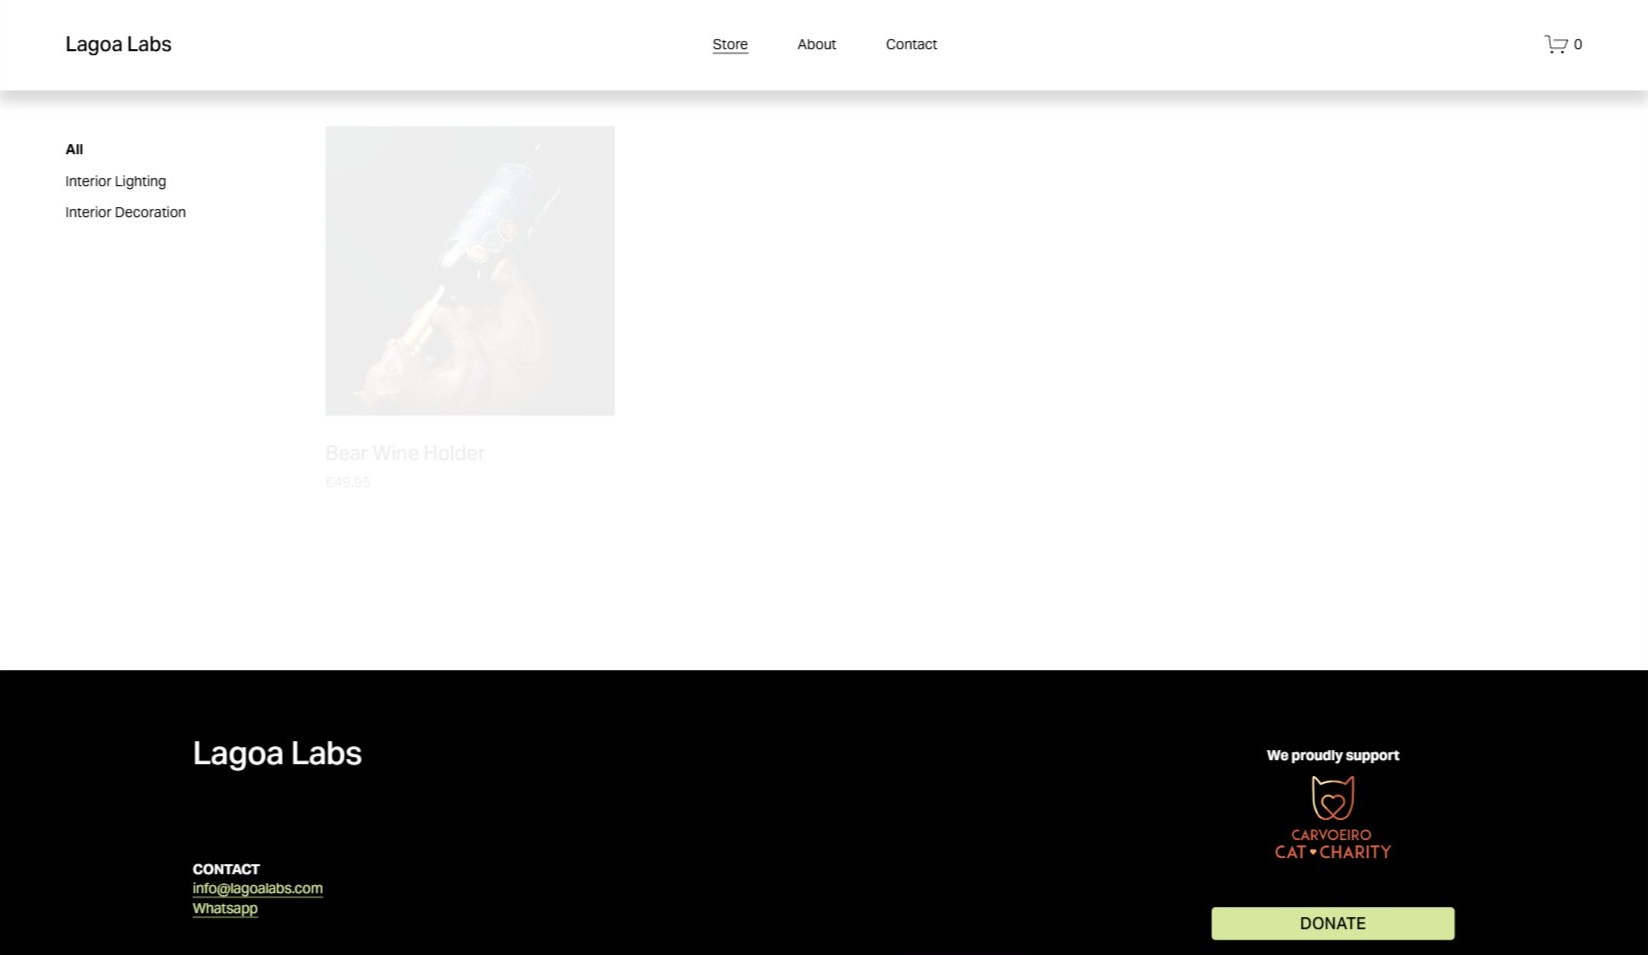 Lagoa Labs
Store
About
Contact
0
All
Interior Lighting
Interior Decoration
Bear Wine Holder
€49.95
Lagoa Labs
CONTACT
info@lagoalabs.com
Whatsapp
We proudly support
CARVOEIRO
CAT♥CHARITY
DONATE